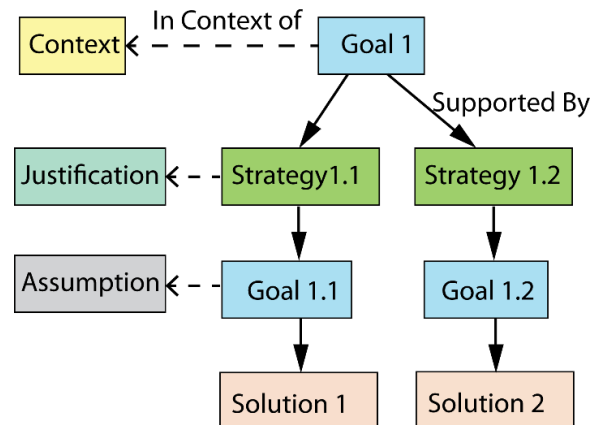 In Context of
Context
Goal 1
Supported By
Justification
Strategy1.1
Strategy 1.2
Assumption
Goal 1.1
Goal 1.2
Solution 1
Solution 2